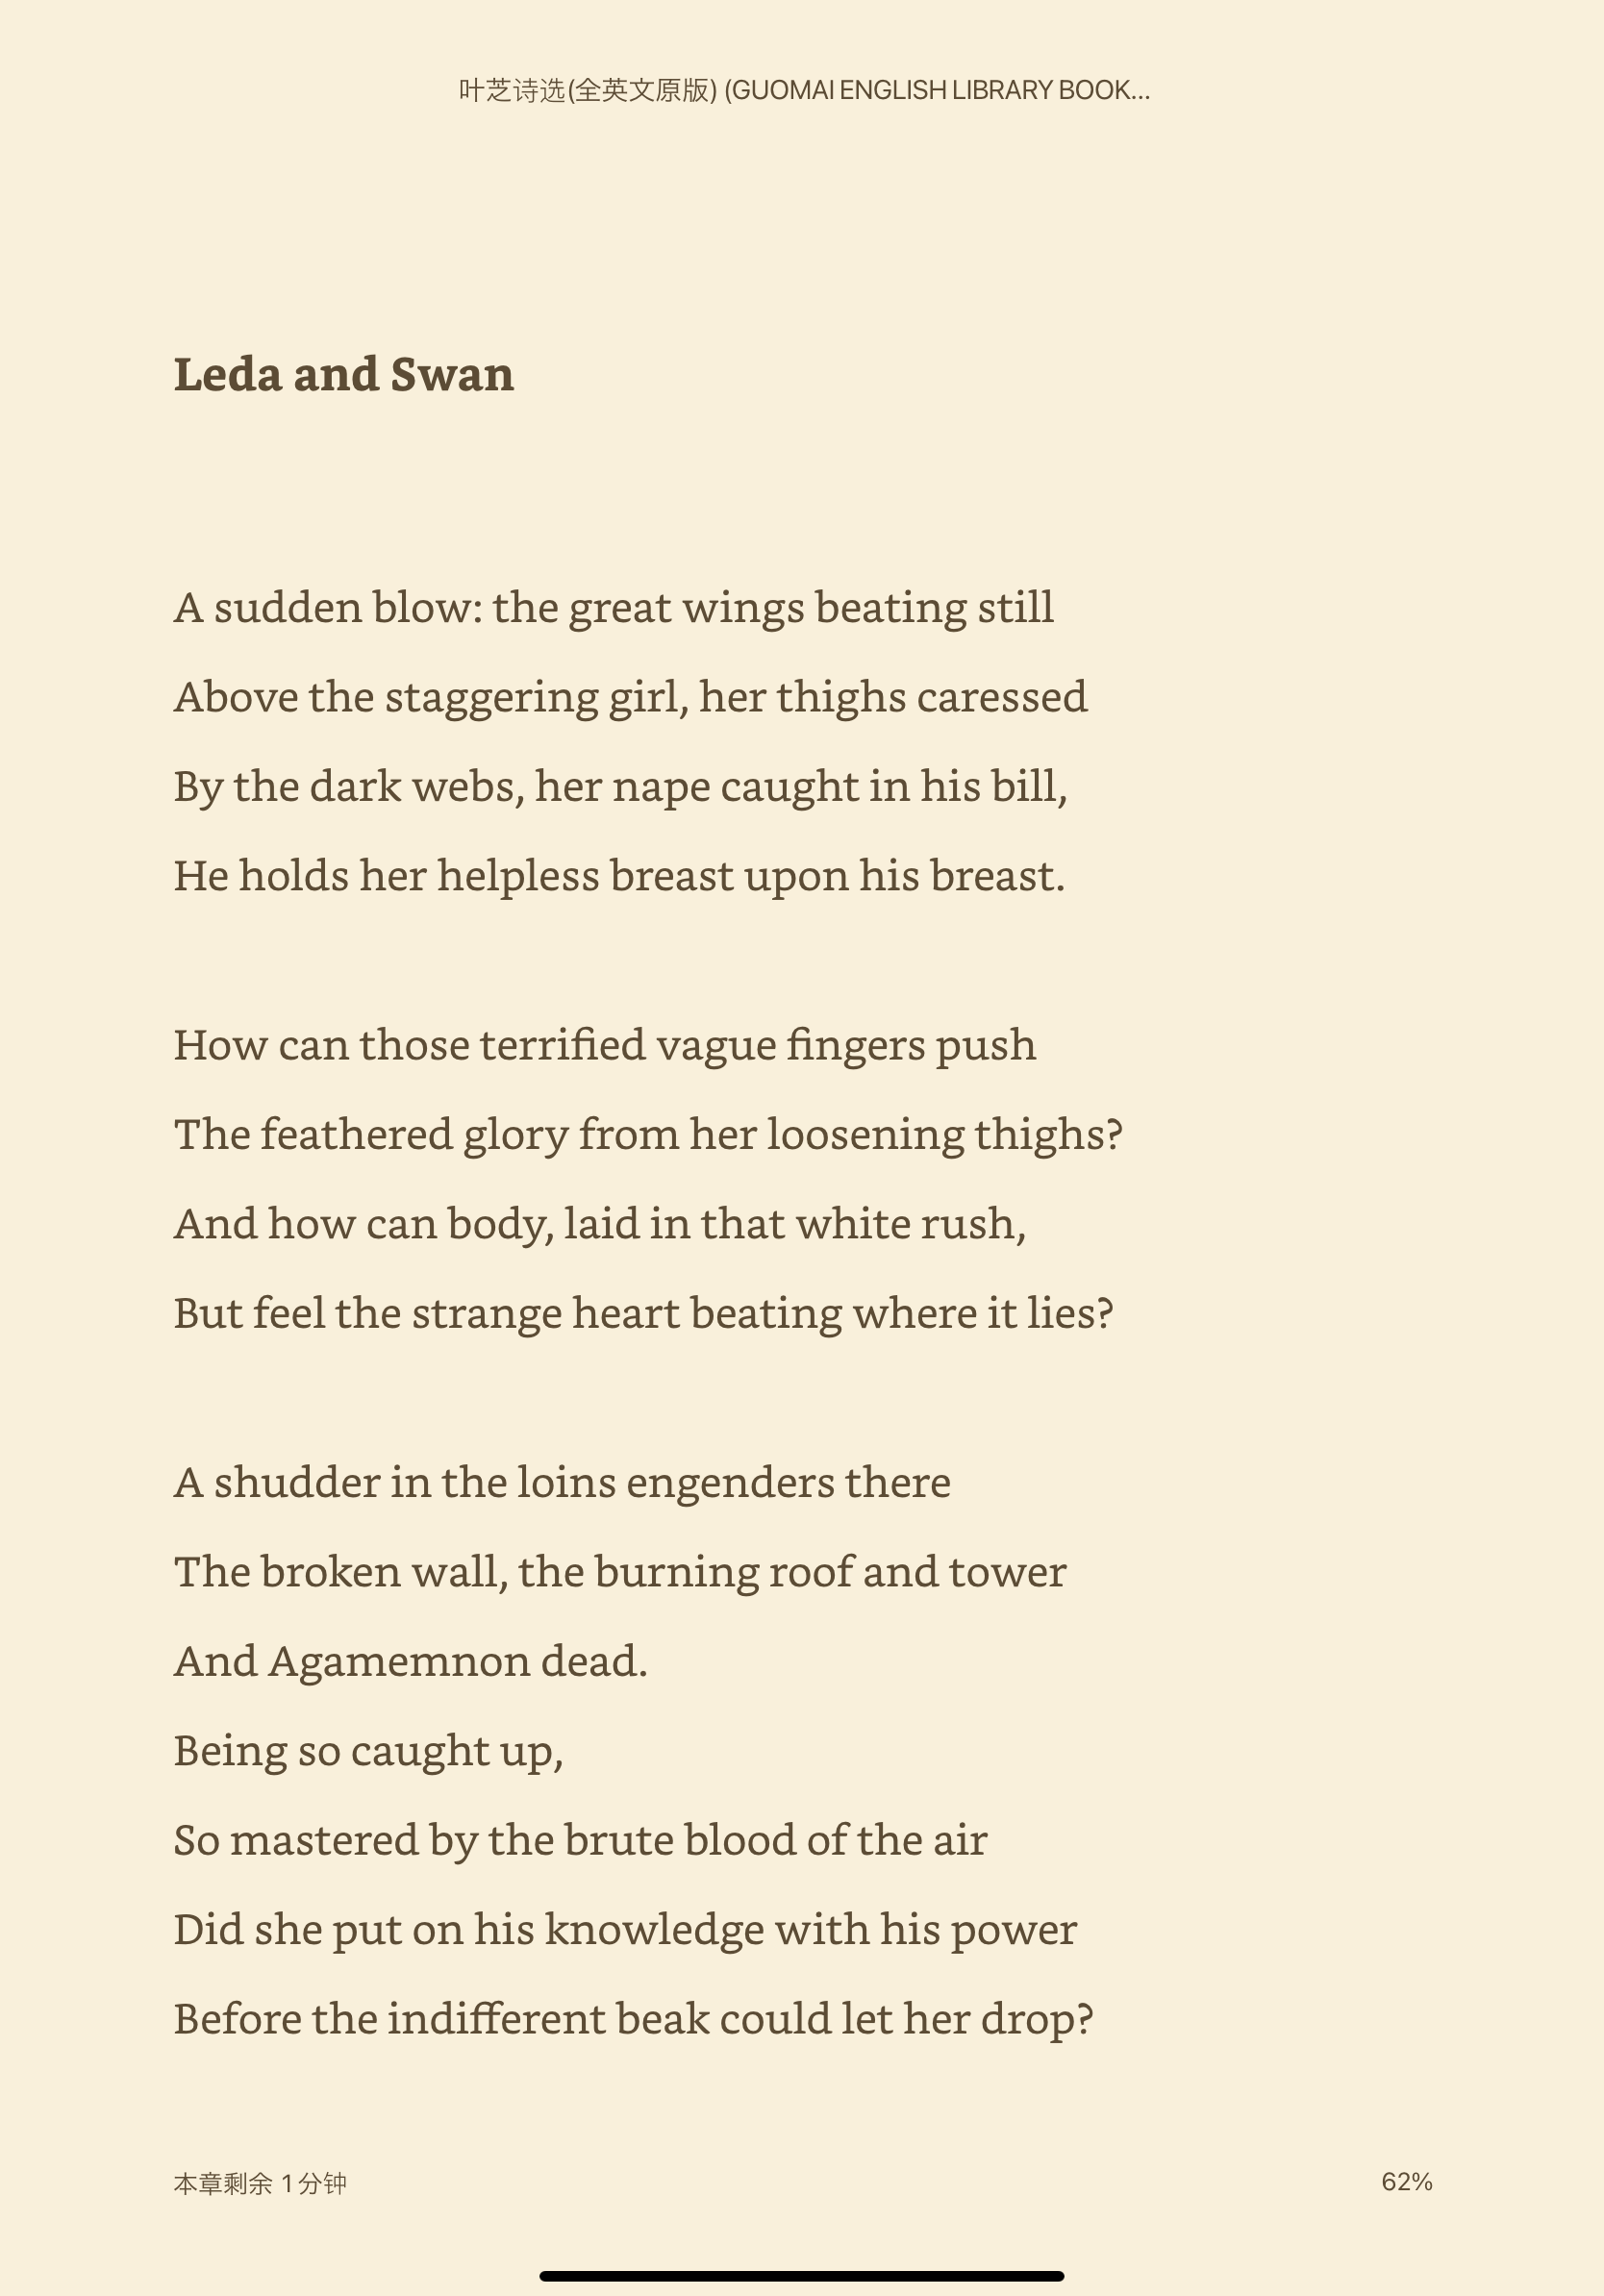 叶芝诗选(全英文原版) (GUOMAI ENGLISH LIBRARY BOOK...
Leda and Swan
A sudden blow: the great wings beating still
Above the staggering girl, her thighs caressed
By the dark webs, her nape caught in his bill,
He holds her helpless breast upon his breast.
How can those terrified vague fingers push
The feathered glory from her loosening thighs?
And how can body, laid in that white rush,
But feel the strange heart beating where it lies?
A shudder in the loins engenders there
The broken wall, the burning roof and tower
And Agamemnon dead.
Being so caught up,
So mastered by the brute blood of the air
Did she put on his knowledge with his power
Before the indifferent beak could let her drop?
本章剩余 1 分钟
62%